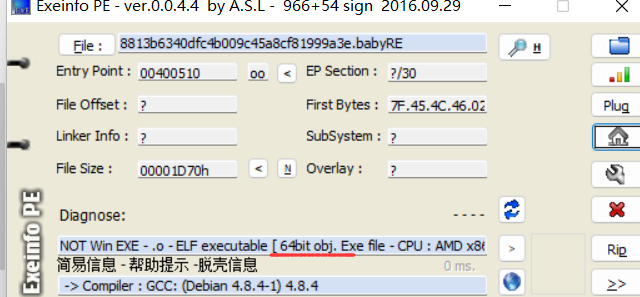 Exeinfo PE - ver.0.0.4.4 by A.S.L - 966+54 sign 2016.09.29
File : 8813b6340dfc4b009c45a8cf81999a3e.babyRE H
Entry Point : 00400510 oo < EP Section : ?/30
File Offset : ? First Bytes : 7F.45.4C.46.02 Plug
Linker Info : ? SubSystem : ?
File Size : 00001D70h < N Overlay : ?
Diagnose: ----
NOT Win EXE - .o - ELF executable [ 64bit obj. Exe file - CPU : AMD x86 > Rip
简易信息 - 帮助提示 -脱壳信息 0 ms.
-> Compiler : GCC: (Debian 4.8.4-1) 4.8.4 >>
Exeinfo PE